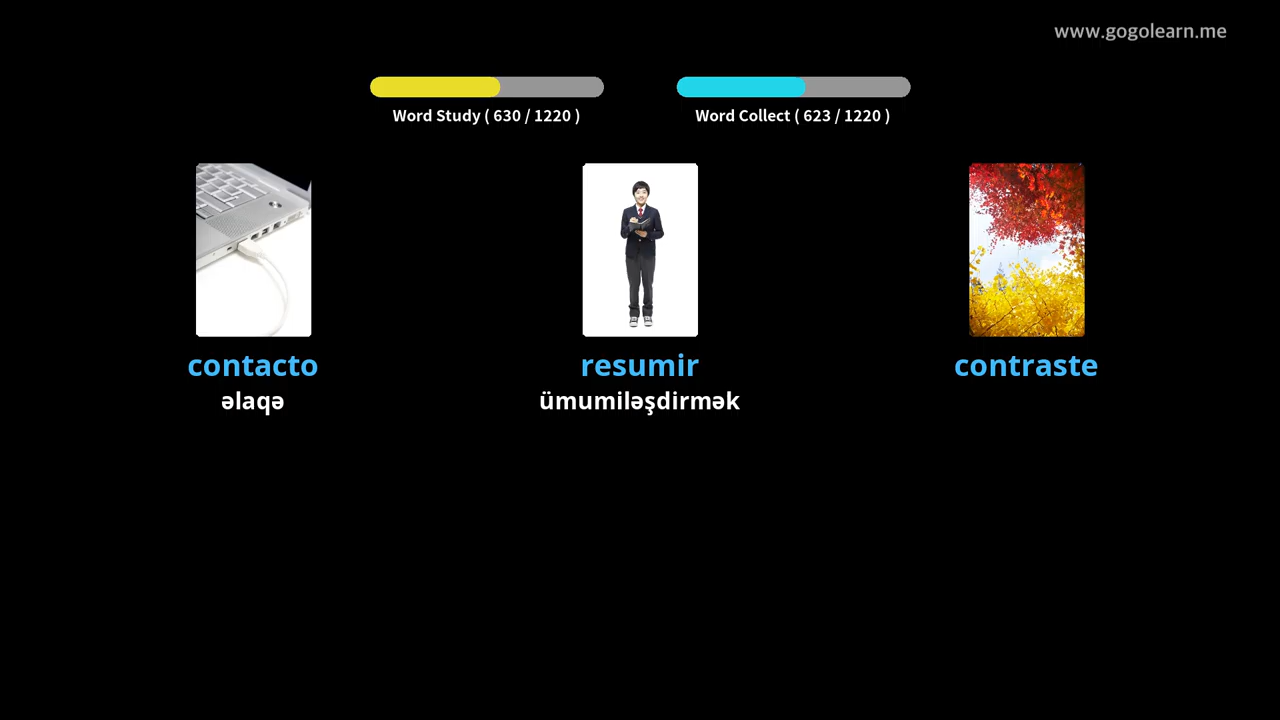 www.gogolearn.me
Word Study ( 630 / 1220 )
Word Collect ( 623 / 1220 )
contacto
əlaqə
resumir
ümumiləşdirmək
contraste